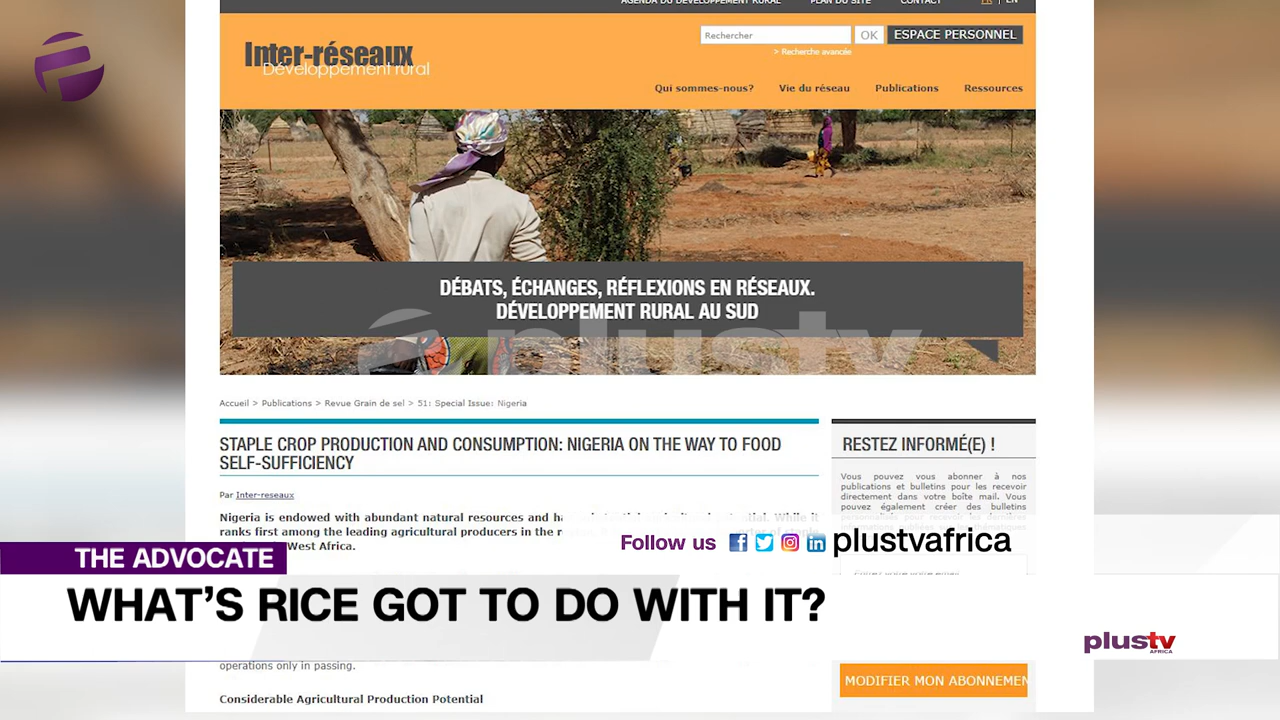 AGENDA DU DÉVELOPPEMENT RURAL PLAN DU SITE CONTACT FR | EN
Rechercher OK ESPACE PERSONNEL
> Recherche avancée
Inter-réseaux
Développement rural
Qui sommes-nous? Vie du réseau Publications Ressources
DÉBATS, ÉCHANGES, RÉFLEXIONS EN RÉSEAUX.
DÉVELOPPEMENT RURAL AU SUD
plustv
Accueil > Publications > Revue Grain de sel > 51: Special Issue: Nigeria
STAPLE CROP PRODUCTION AND CONSUMPTION: NIGERIA ON THE WAY TO FOOD
SELF-SUFFICIENCY
Par Inter-reseaux
Nigeria is endowed with abundant natural resources and
ranks first among the leading agricultural producers in the
West Africa.
RESTEZ INFORMÉ(E) !
Vous pouvez vous abonner à nos
publications et bulletins pour les recevoir
directement dans votre boîte mail. Vous
pouvez également créer des bulletins
personnalisés pour recevoir les dernières
Follow us plustvafrica
THE ADVOCATE
WHAT'S RICE GOT TO DO WITH IT?
plustv
AFRICA
operations only in passing.
MODIFIER MON ABONNEMEN
Considerable Agricultural Production Potential